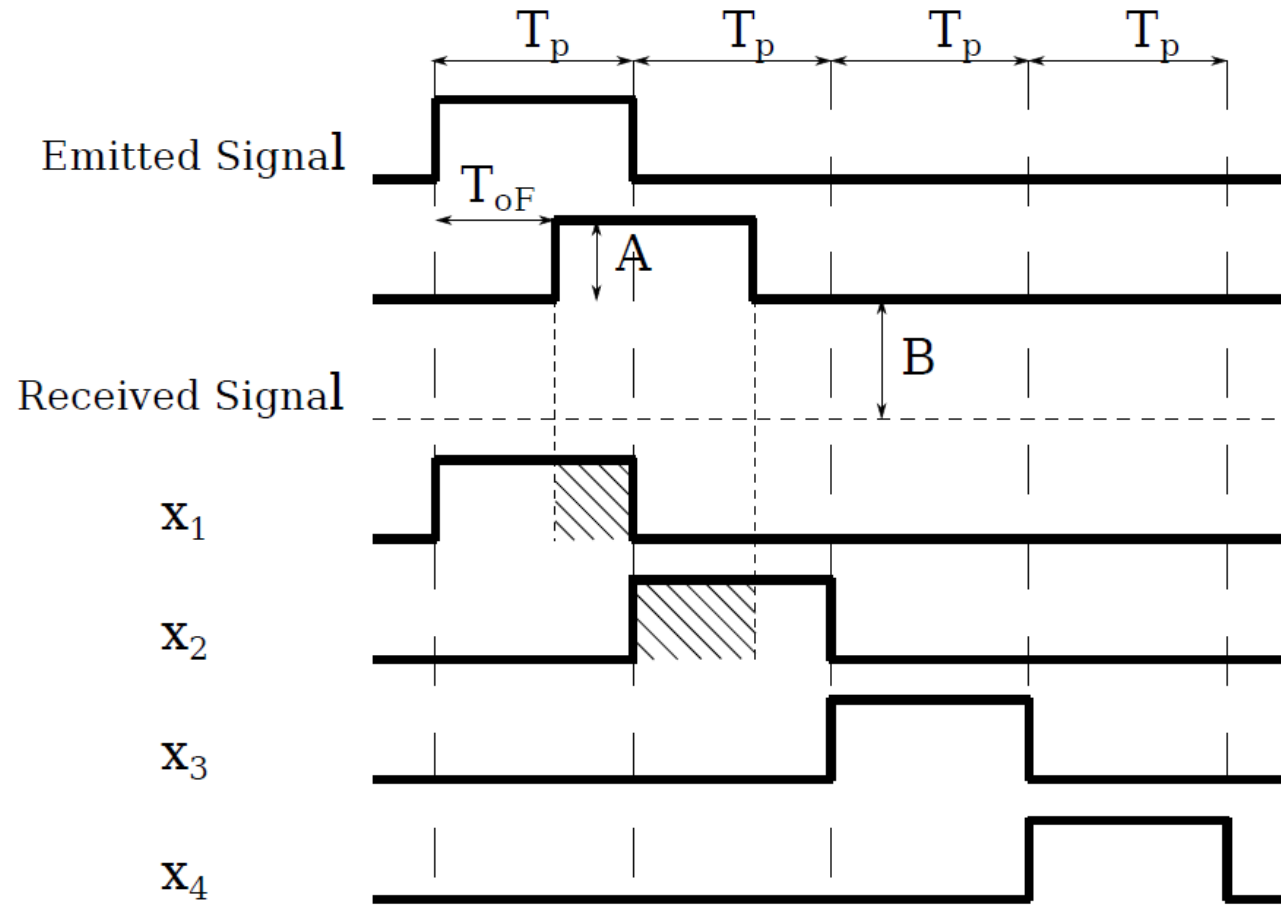 T_p T_p T_p T_p
Emitted Signal
T_oF
A
B
Received Signal
x_1
x_2
x_3
x_4